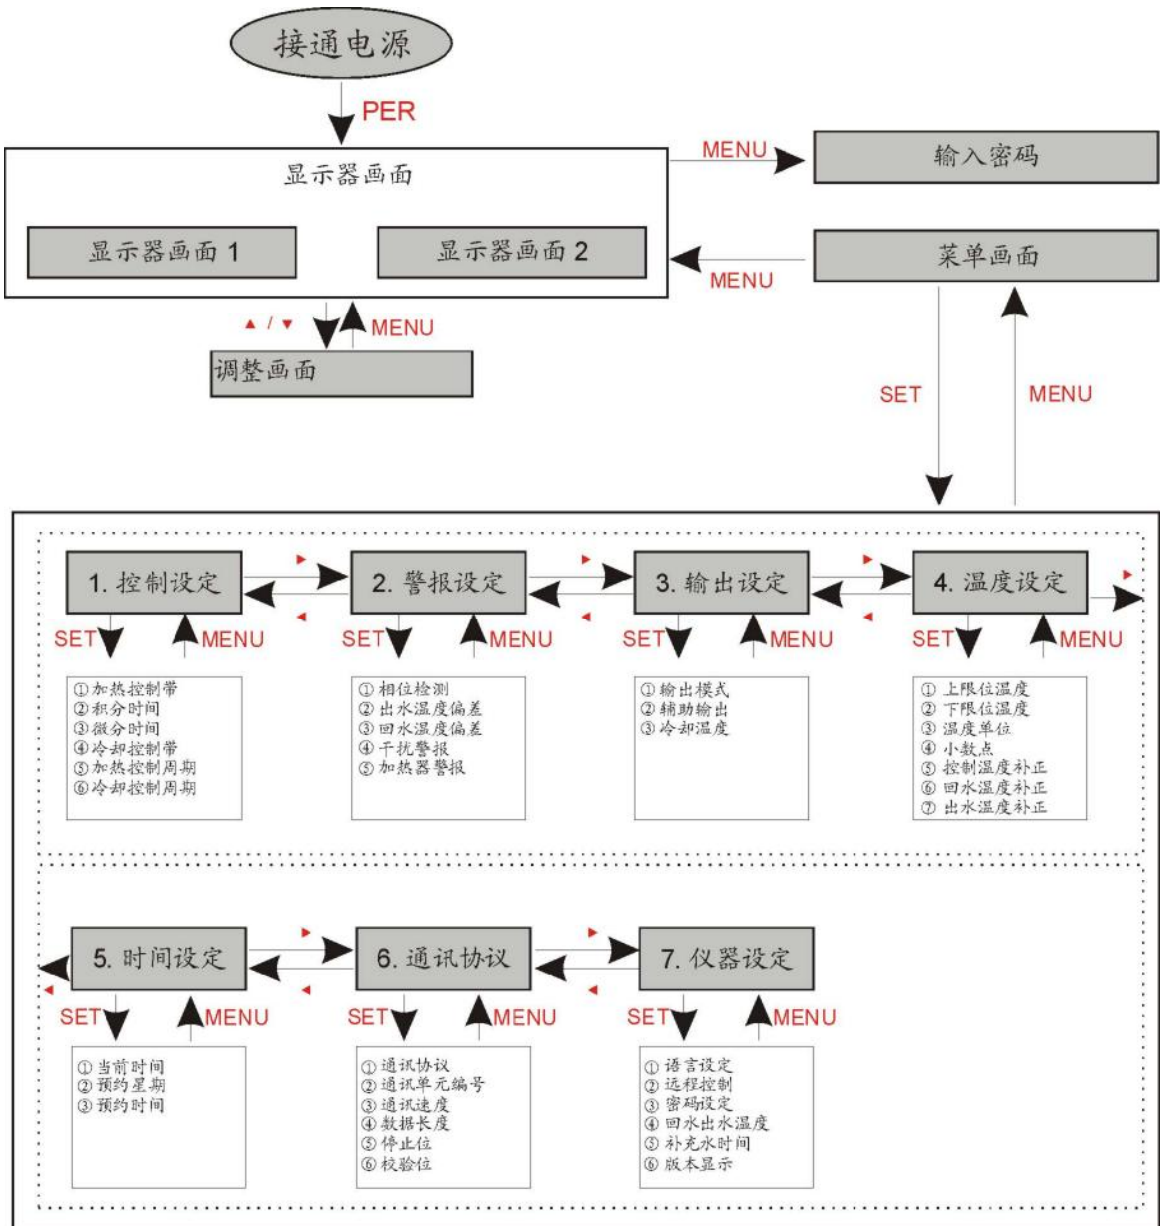 接通电源
PER
显示器画面
MENU
输入密码
显示器画面 1
显示器画面 2
MENU
菜单画面
▲ / ▼
MENU
调整画面
SET
MENU
1. 控制设定
▶
◀
2. 警报设定
▶
◀
3. 输出设定
▶
◀
4. 温度设定
▶
SET
MENU
SET
MENU
SET
MENU
SET
MENU
①加热控制带
②积分时间
③微分时间
④冷却控制带
⑤加热控制周期
⑥冷却控制周期
①相位检测
②出水温度偏差
③回水温度偏差
④干扰警报
⑤加热器警报
①输出模式
②辅助输出
③冷却温度
①上限位温度
②下限位温度
③温度单位
④小数点
⑤控制温度补正
⑥回水温度补正
⑦出水温度补正
◀
5. 时间设定
▶
◀
6. 通讯协议
▶
◀
7. 仪器设定
SET
MENU
SET
MENU
SET
MENU
①当前时间
②预约星期
③预约时间
①通讯协议
②通讯单元编号
③通讯速度
④数据长度
⑤停止位
⑥校验位
①语言设定
②远程控制
③密码设定
④回水出水温度
⑤补充水时间
⑥版本显示